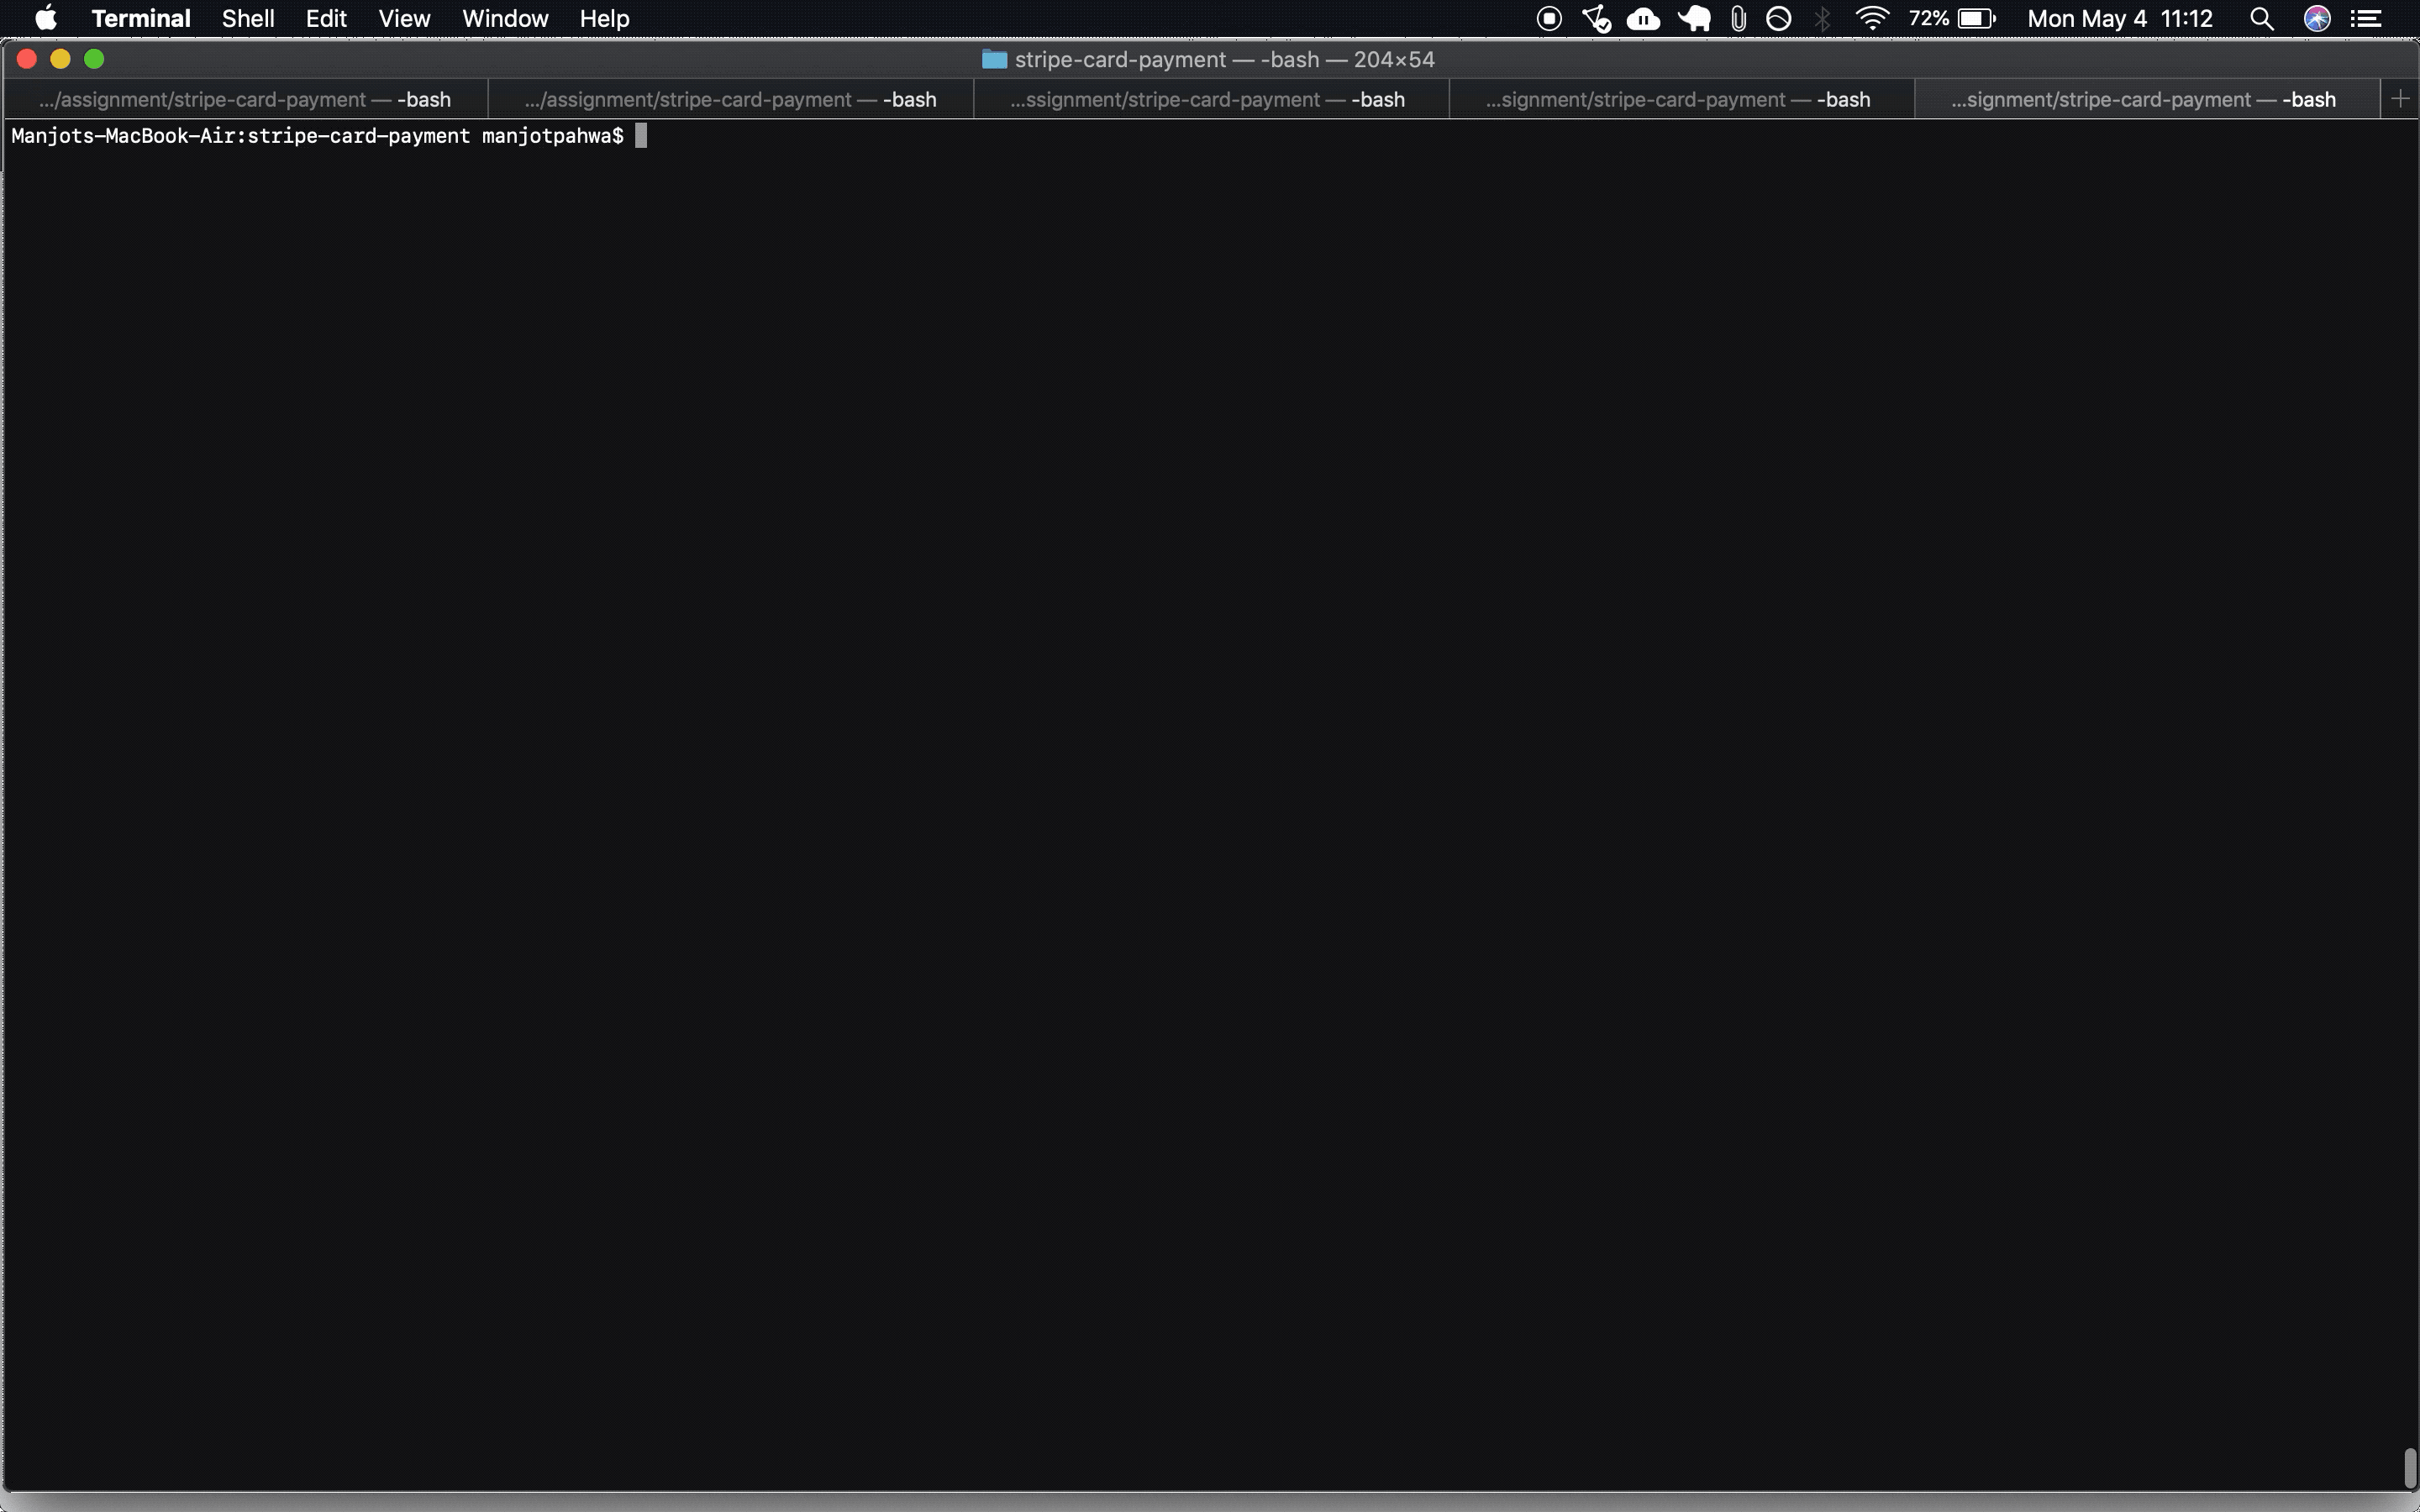 Terminal Shell Edit View Window Help 72% Mon May 4 11:12
stripe-card-payment — -bash — 204×54
.../assignment/stripe-card-payment — -bash .../assignment/stripe-card-payment — -bash ...ssignment/stripe-card-payment — -bash ...signment/stripe-card-payment — -bash ...signment/stripe-card-payment — -bash
Manjots-MacBook-Air:stripe-card-payment manjotpahwa$